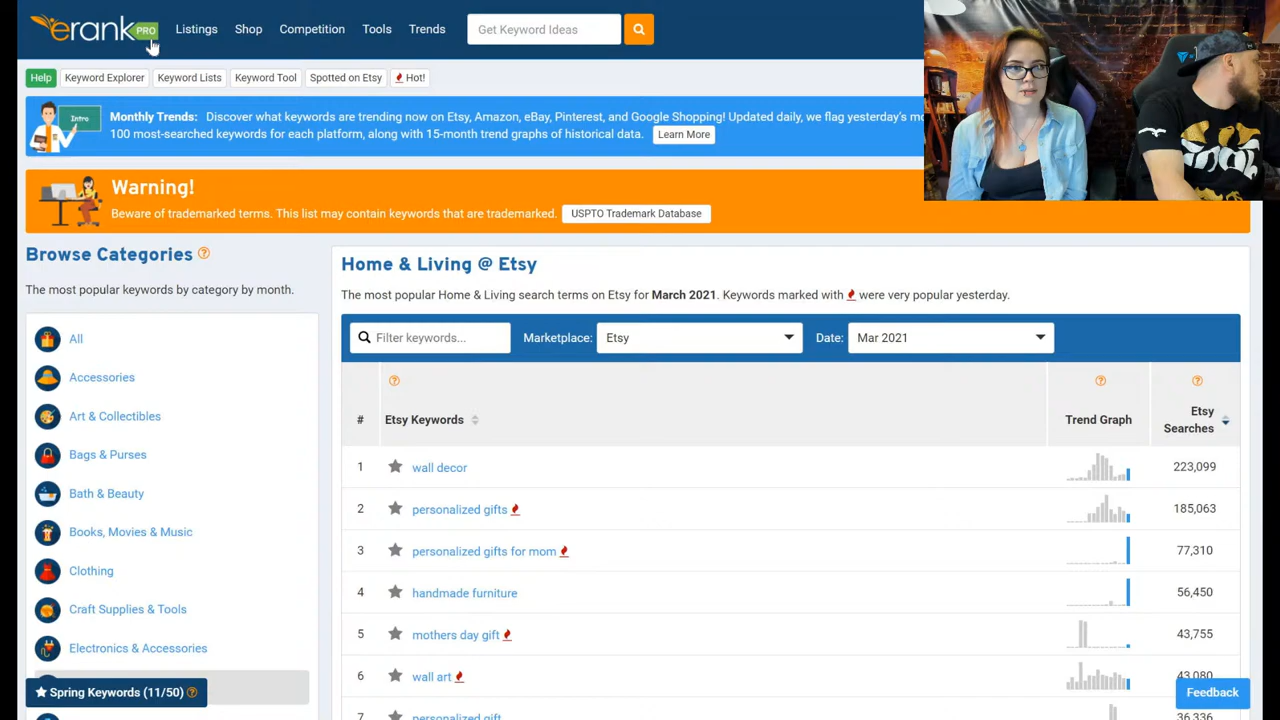 erank PRO Listings Shop Competition Tools Trends Get Keyword Ideas
Help Keyword Explorer Keyword Lists Keyword Tool Spotted on Etsy Hot!
Intro
Monthly Trends: Discover what keywords are trending now on Etsy, Amazon, eBay, Pinterest, and Google Shopping! Updated daily, we flag yesterday's
100 most-searched keywords for each platform, along with 15-month trend graphs of historical data. Learn More
Warning!
Beware of trademarked terms. This list may contain keywords that are trademarked. USPTO Trademark Database
Browse Categories ?
The most popular keywords by category by month.
All
Accessories
Art & Collectibles
Bags & Purses
Bath & Beauty
Books, Movies & Music
Clothing
Craft Supplies & Tools
Electronics & Accessories
Spring Keywords (11/50) ?
Home & Living @ Etsy
The most popular Home & Living search terms on Etsy for March 2021. Keywords marked with were very popular yesterday.
Filter keywords... Marketplace: Etsy Date: Mar 2021
? ? ?
# Etsy Keywords Trend Graph Etsy
Searches
1 wall decor 223,099
2 personalized gifts 185,063
3 personalized gifts for mom 77,310
4 handmade furniture 56,450
5 mothers day gift 43,755
6 wall art 43,080
7 personalized gift 36,336
Feedback